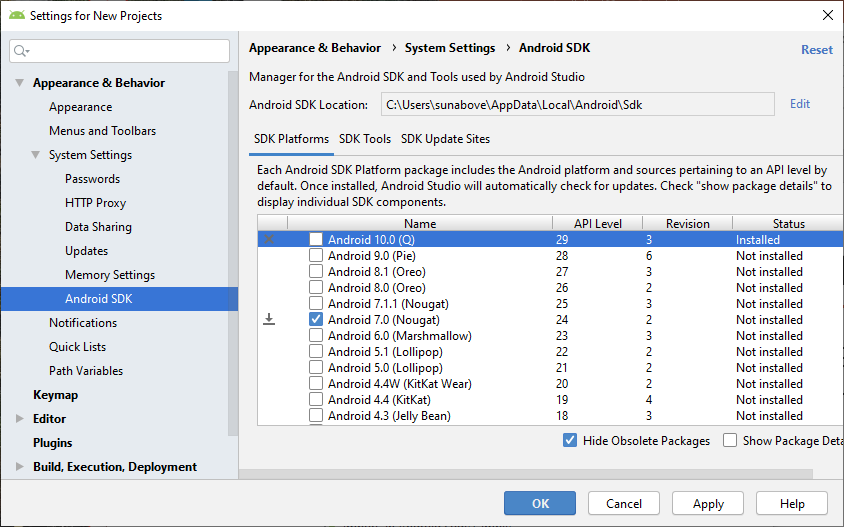 Settings for New Projects
Appearance & Behavior
Appearance
Menus and Toolbars
System Settings
Passwords
HTTP Proxy
Data Sharing
Updates
Memory Settings
Android SDK
Notifications
Quick Lists
Path Variables
Keymap
Editor
Plugins
Build, Execution, Deployment
Appearance & Behavior › System Settings › Android SDK
Reset
Manager for the Android SDK and Tools used by Android Studio
Android SDK Location: C:\Users\sunabove\AppData\Local\Android\Sdk Edit
SDK Platforms SDK Tools SDK Update Sites
Each Android SDK Platform package includes the Android platform and sources pertaining to an API level by
default. Once installed, Android Studio will automatically check for updates. Check "show package details" to
display individual SDK components.
Name API Level Revision Status
Android 10.0 (Q) 29 3 Installed
Android 9.0 (Pie) 28 6 Not installed
Android 8.1 (Oreo) 27 3 Not installed
Android 8.0 (Oreo) 26 2 Not installed
Android 7.1.1 (Nougat) 25 3 Not installed
Android 7.0 (Nougat) 24 2 Not installed
Android 6.0 (Marshmallow) 23 3 Not installed
Android 5.1 (Lollipop) 22 2 Not installed
Android 5.0 (Lollipop) 21 2 Not installed
Android 4.4W (KitKat Wear) 20 2 Not installed
Android 4.4 (KitKat) 19 4 Not installed
Android 4.3 (Jelly Bean) 18 3 Not installed
Hide Obsolete Packages Show Package Deta
OK Cancel Apply Help